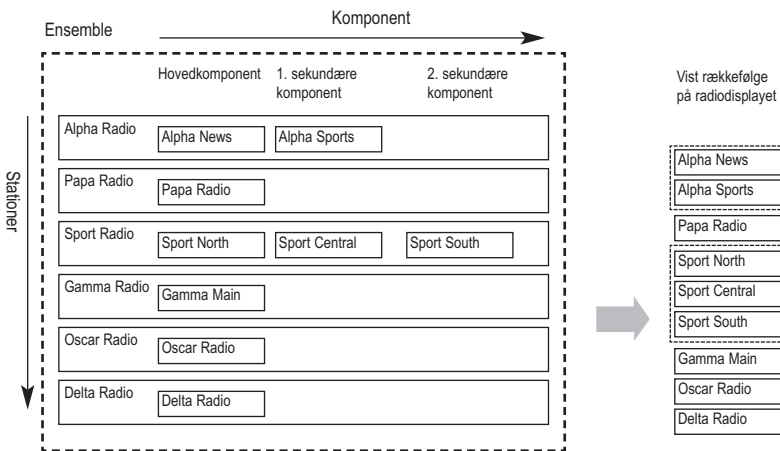 Ensemble
Komponent
Hovedkomponent
1. sekundære
komponent
2. sekundære
komponent
Stationer
Alpha Radio
Alpha News
Alpha Sports
Papa Radio
Papa Radio
Sport Radio
Sport North
Sport Central
Sport South
Gamma Radio
Gamma Main
Oscar Radio
Oscar Radio
Delta Radio
Delta Radio
Vist rækkefølge
på radiodisplayet
Alpha News
Alpha Sports
Papa Radio
Sport North
Sport Central
Sport South
Gamma Main
Oscar Radio
Delta Radio